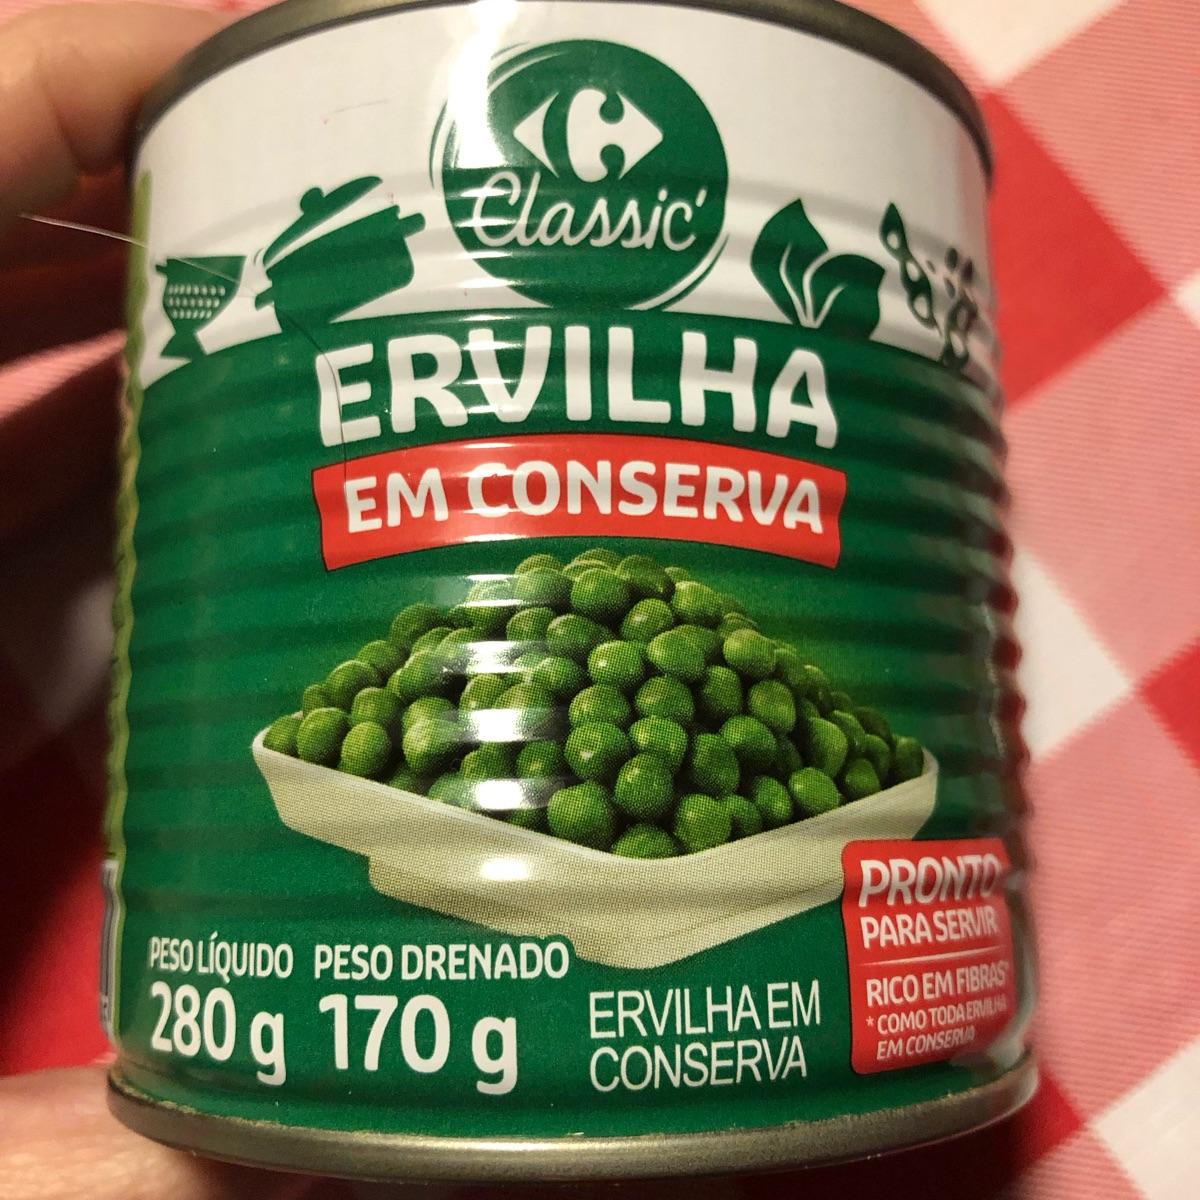 Classic'
ERVILHA
EM CONSERVA
PESO LÍQUIDO
280 g
PESO DRENADO
170 g
ERVILHA EM
CONSERVA
PRONTO
PARA SERVIR
RICO EM FIBRAS*
* COMO TODA ERVILHA
EM CONSERVA